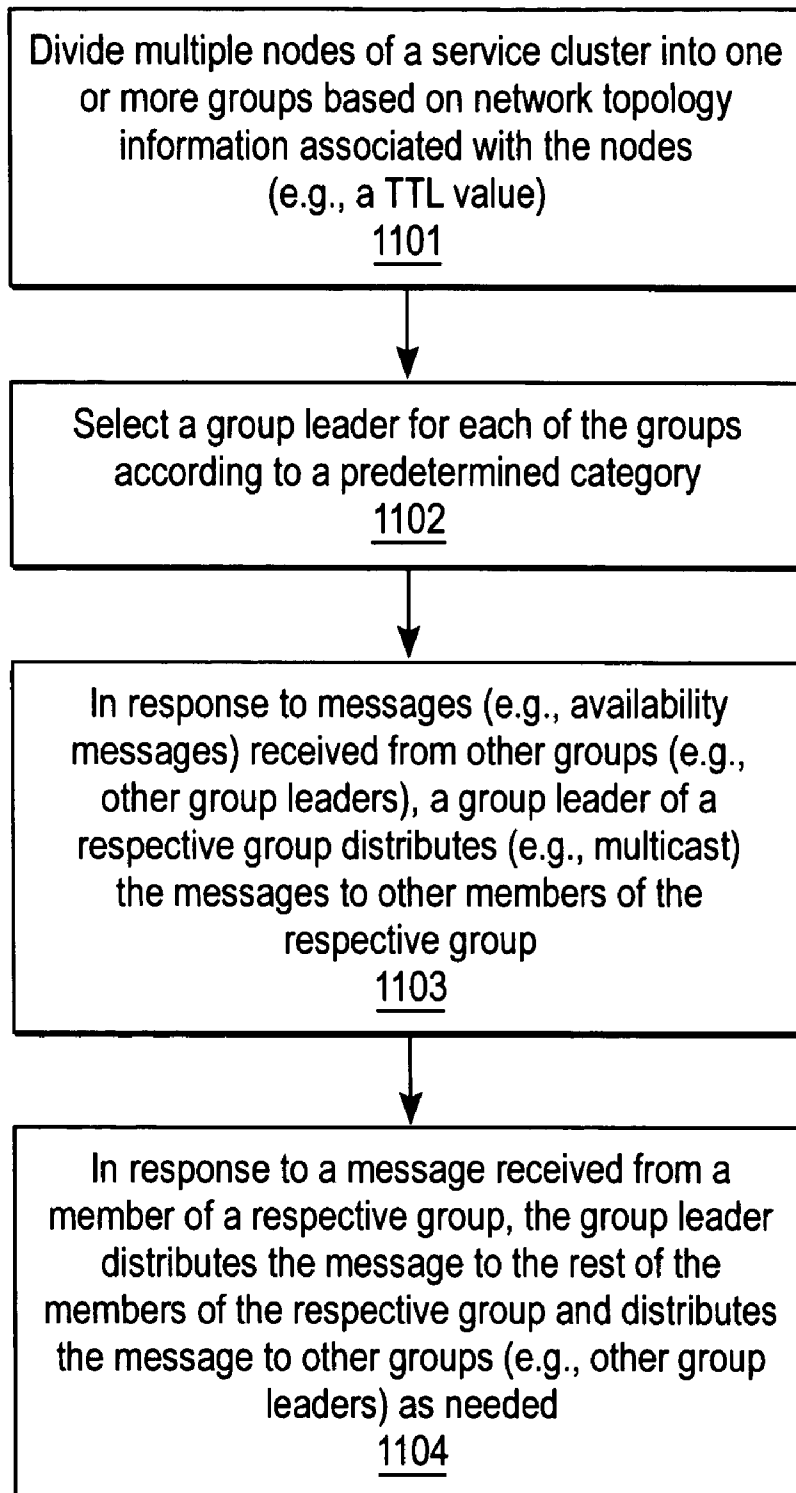 Divide multiple nodes of a service cluster into one
or more groups based on network topology
information associated with the nodes
(e.g., a TTL value)
1101
Select a group leader for each of the groups
according to a predetermined category
1102
In response to messages (e.g., availability
messages) received from other groups (e.g.,
other group leaders), a group leader of a
respective group distributes (e.g., multicast)
the messages to other members of the
respective group
1103
In response to a message received from a
member of a respective group, the group leader
distributes the message to the rest of the
members of the respective group and distributes
the message to other groups (e.g., other group
leaders) as needed
1104